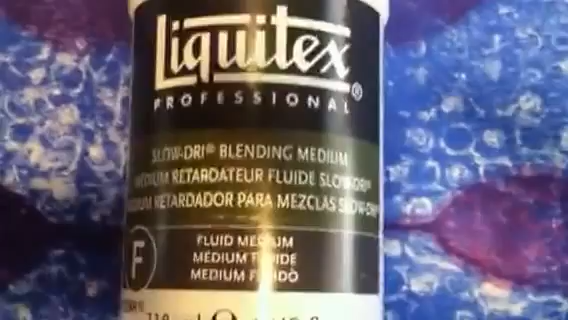 Liquitex®
PROFESSIONAL
SLOW-DRI® BLENDING MEDIUM
MÉDIUM RETARDATEUR FLUIDE SLOW-DRI®
MEDIUM RETARDADOR PARA MEZCLAS SLOW-DRI®
F
FLUID MEDIUM
MÉDIUM FLUIDE
MEDIUM FLUIDO